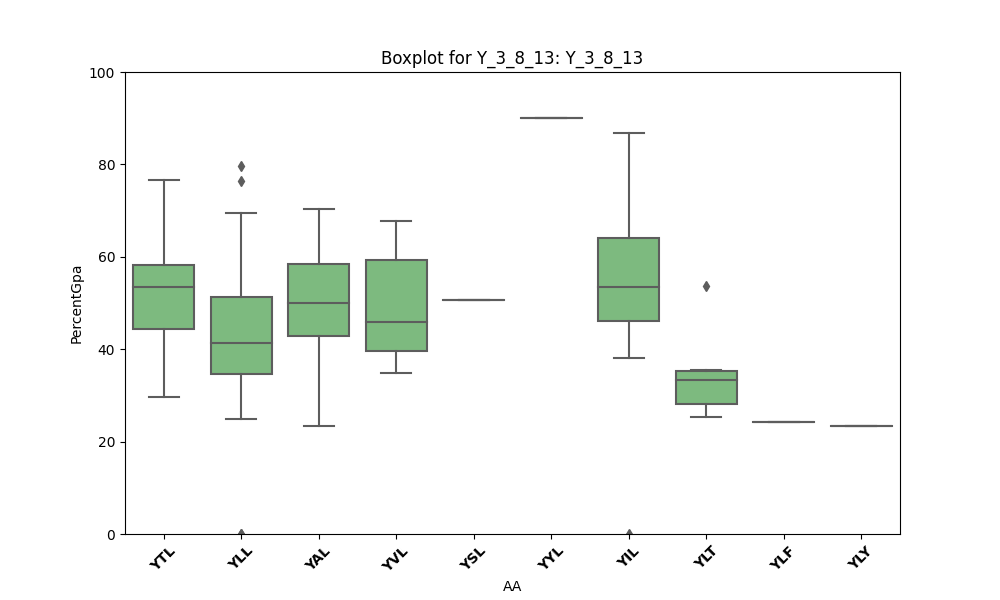 Boxplot for Y_3_8_13: Y_3_8_13
100
80
60
40
20
0
PercentGpa
YTL
YLL
YAL
YVL
YSL
YYL
YIL
YLT
YLF
YLY
AA